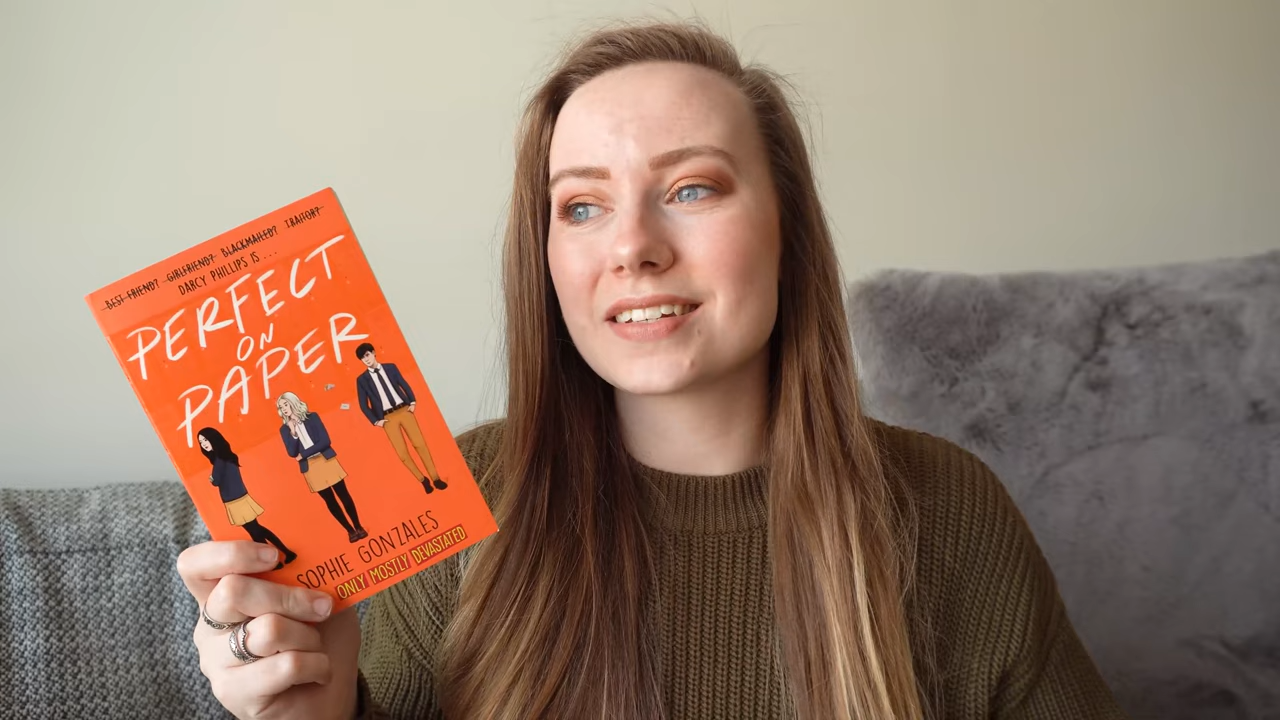 BEST FRIEND? GIRLFRIEND? BLACKMAILED? TRAITOR?
DARCY PHILLIPS IS ...
PERFECT
ON
PAPER
SOPHIE GONZALES
ONLY MOSTLY DEVASTATED